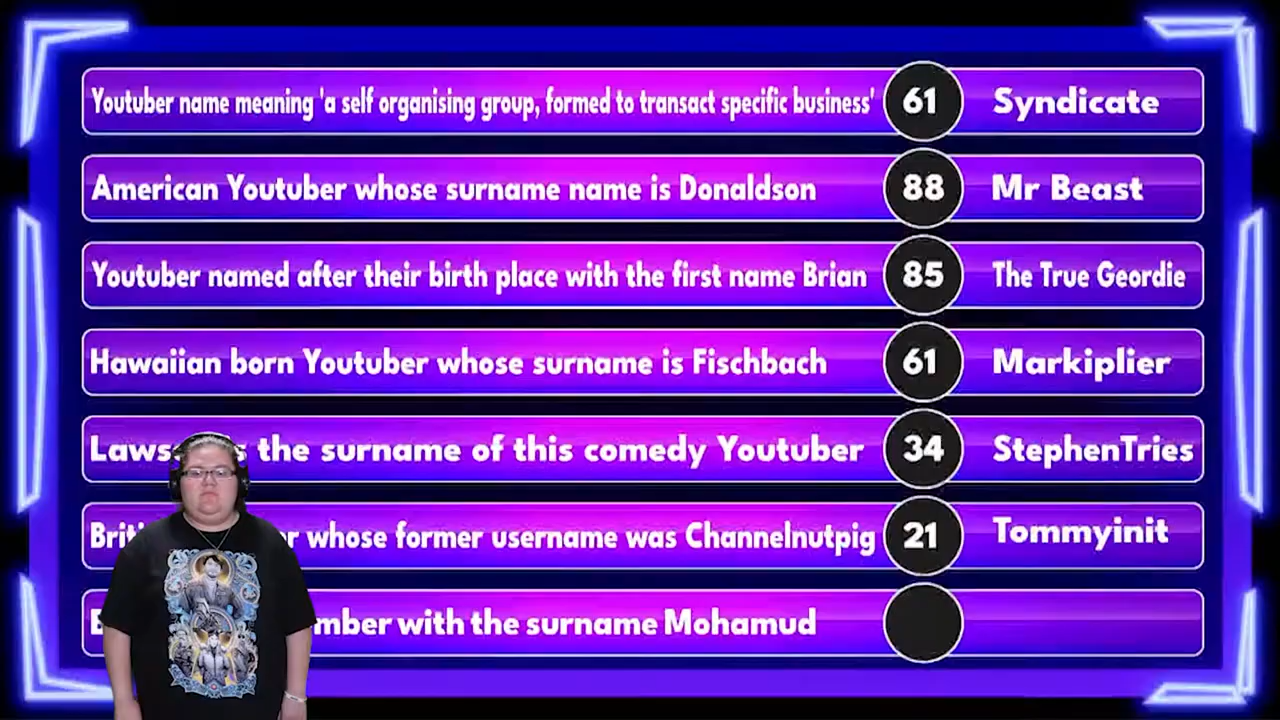 Youtuber name meaning 'a self organising group, formed to transact specific business' 61 Syndicate
American Youtuber whose surname name is Donaldson 88 Mr Beast
Youtuber named after their birth place with the first name Brian 85 The True Geordie
Hawaiian born Youtuber whose surname is Fischbach 61 Markiplier
the surname of this comedy Youtuber 34 StephenTries
whose former username was Channelnutpig 21 Tommyinit
with the surname Mohamud